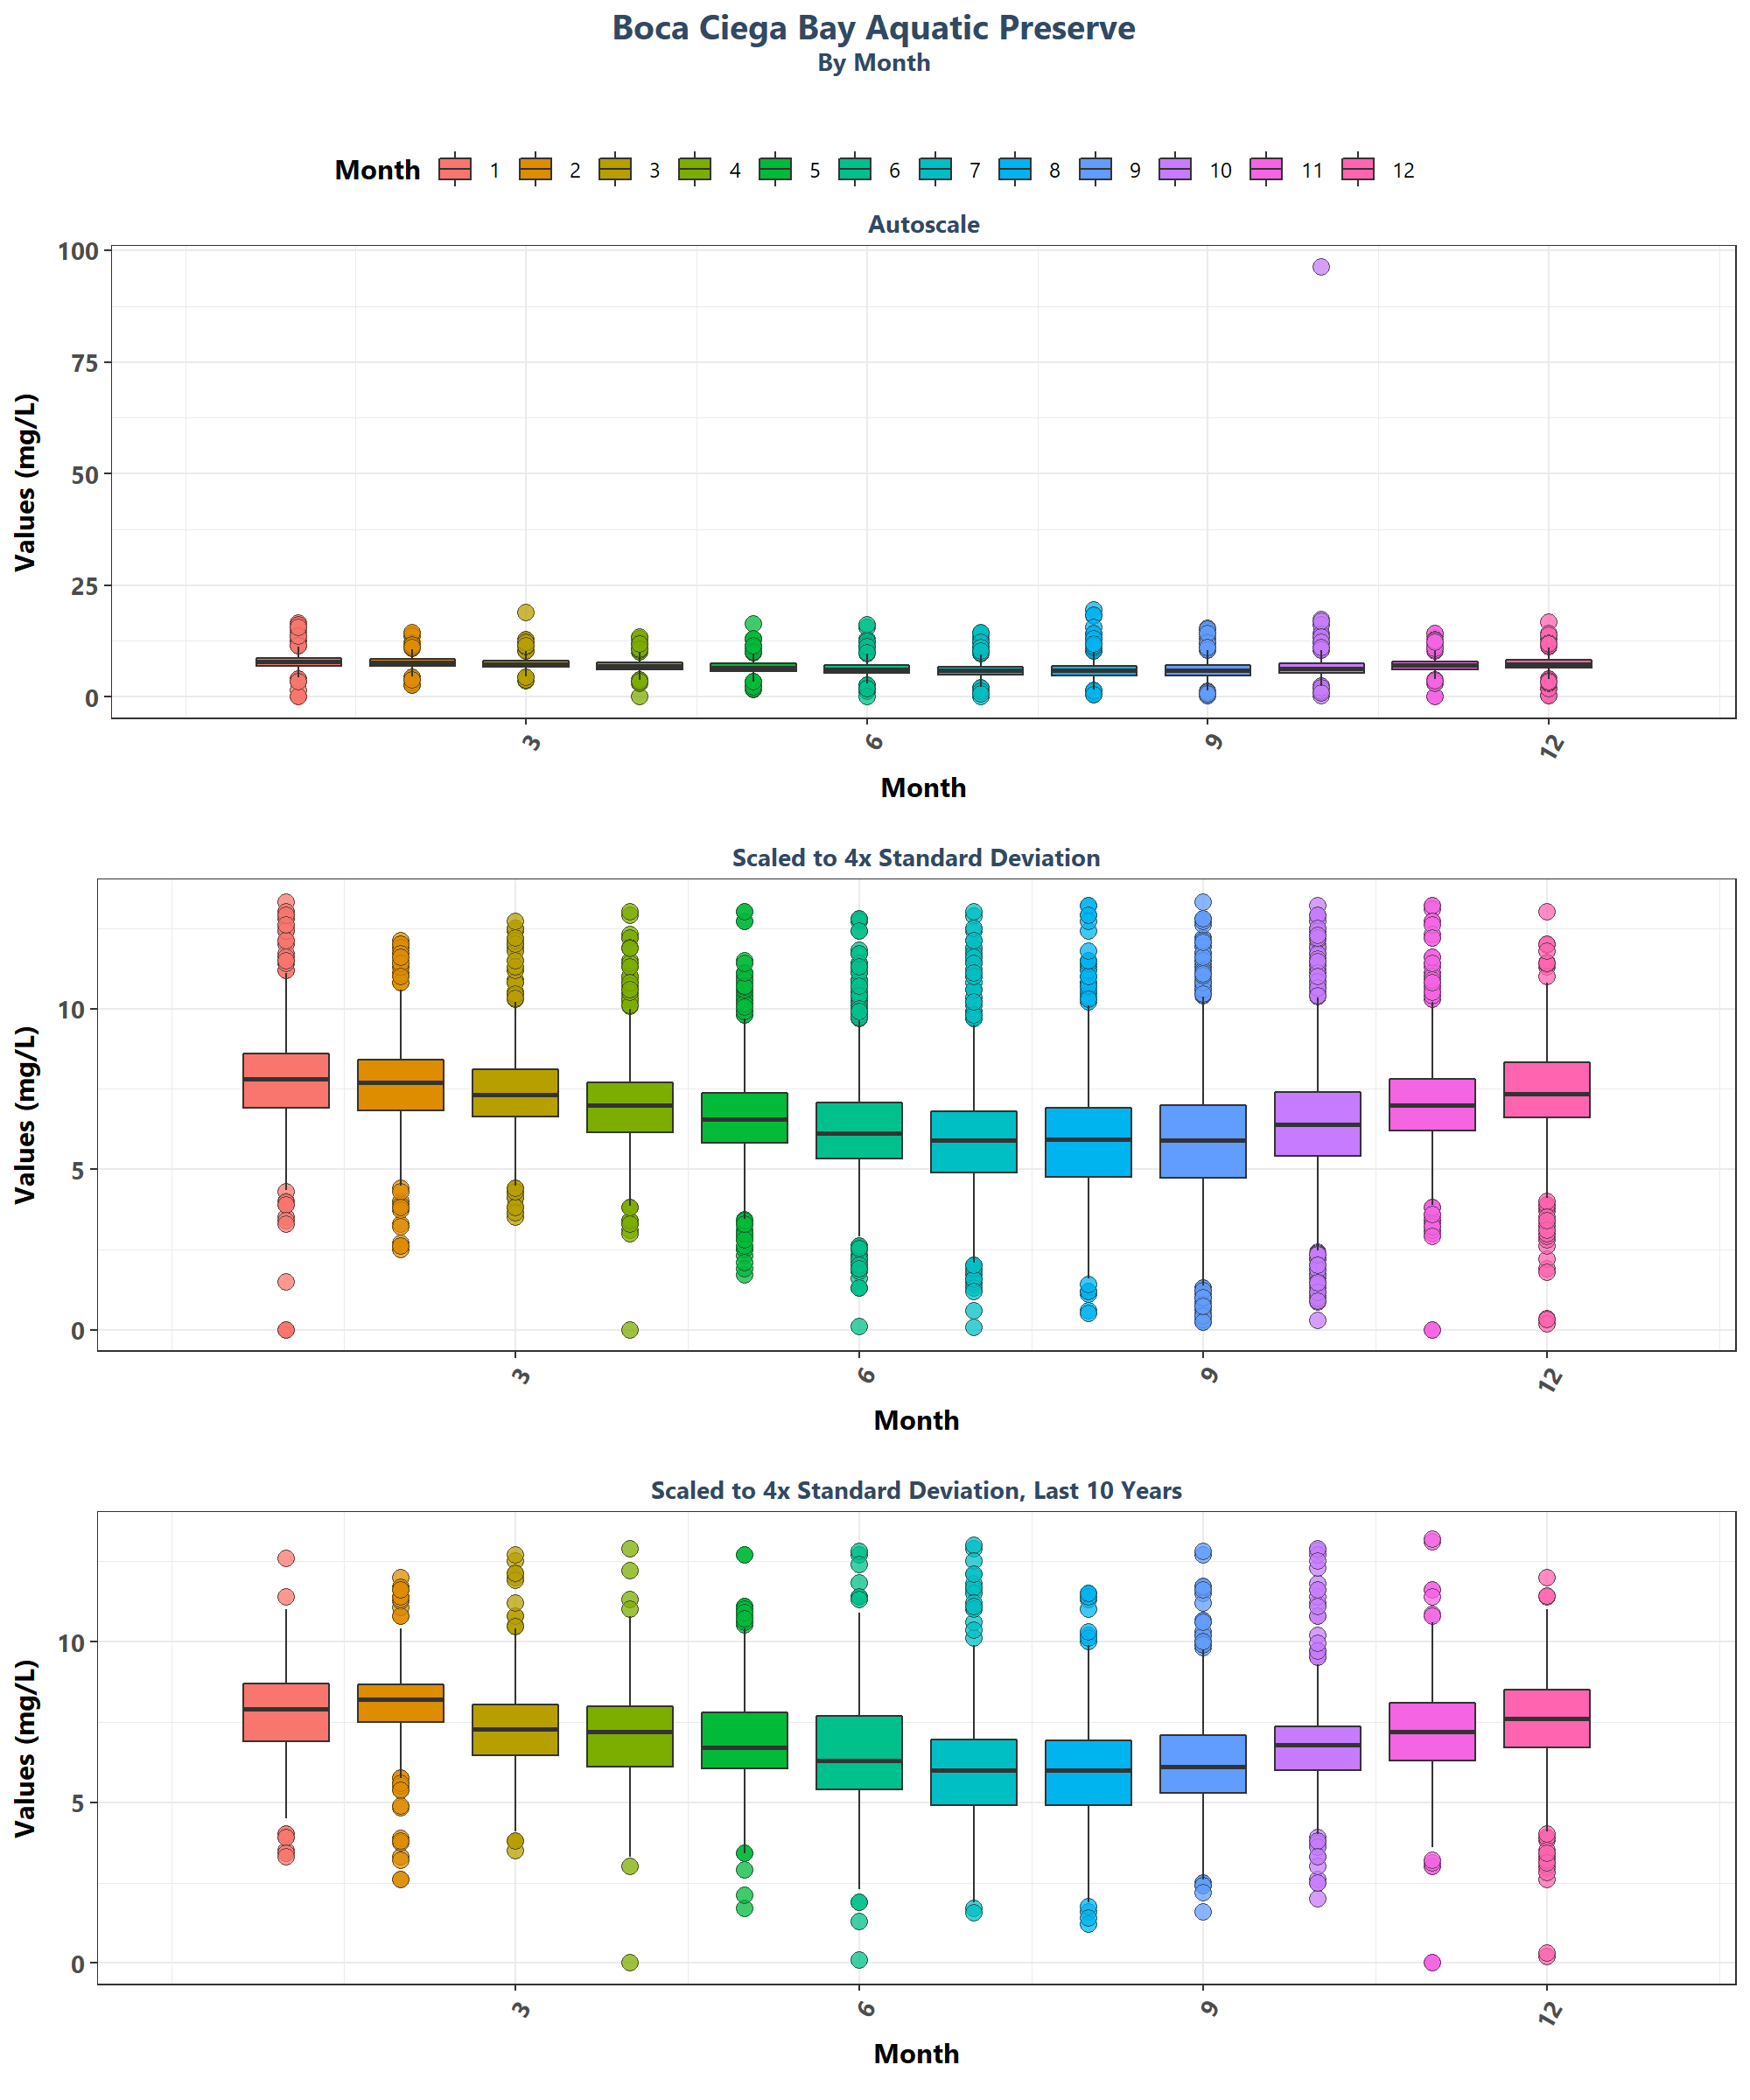 Boca Ciega Bay Aquatic Preserve
By Month
Month 1 2 3 4 5 6 7 8 9 10 11 12
Autoscale
Values (mg/L)
100
75
50
25
0
3 6 9 12
Month
Scaled to 4x Standard Deviation
Values (mg/L)
10
5
0
3 6 9 12
Month
Scaled to 4x Standard Deviation, Last 10 Years
Values (mg/L)
10
5
0
3 6 9 12
Month